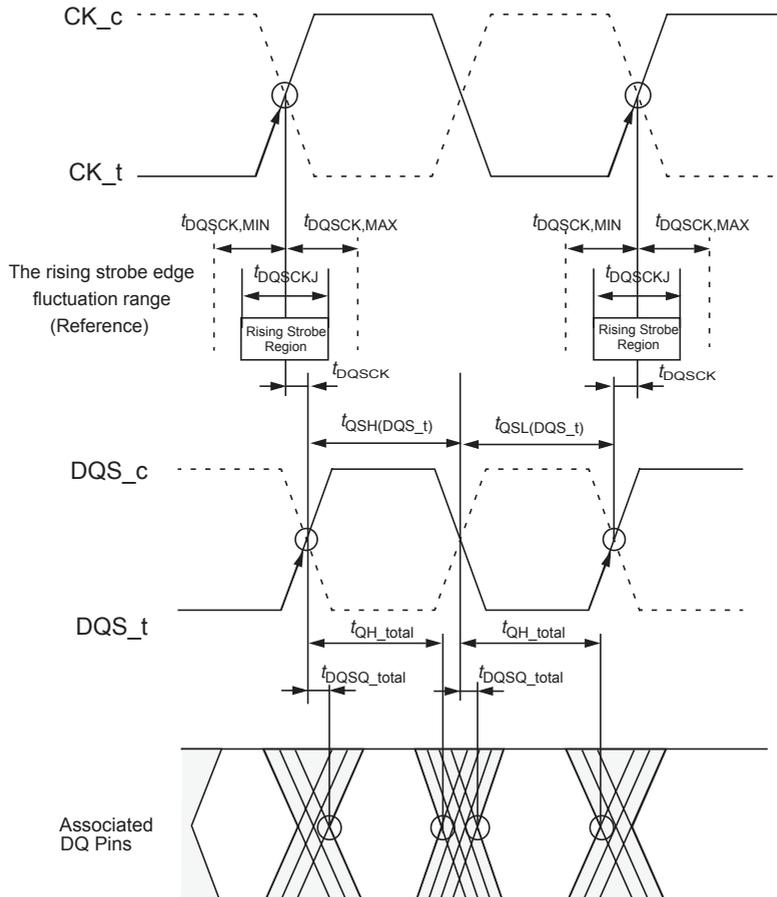 CK_c
CK_t
tDQSCK,MIN tDQSCK,MAX tDQSCK,MIN tDQSCK,MAX
The rising strobe edge
fluctuation range
(Reference)
tDQSCKJ tDQSCKJ
Rising Strobe
Region
Rising Strobe
Region
tDQSCK tDQSCK
tQSH(DQS_t) tQSL(DQS_t)
DQS_c
DQS_t
tQH_total tQH_total
tDQSQ_total tDQSQ_total
Associated
DQ Pins